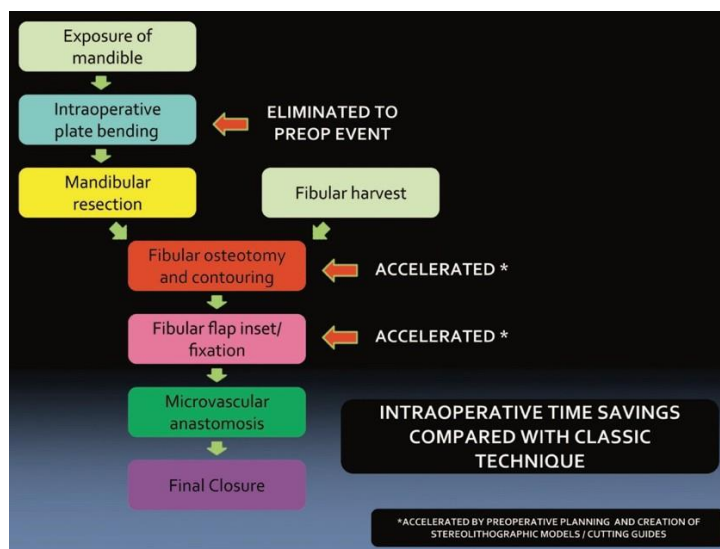 Exposure of
mandible
Intraoperative
plate bending
ELIMINATED TO
PREOP EVENT
Mandibular
resection
Fibular harvest
Fibular osteotomy
and contouring
ACCELERATED *
Fibular flap inset/
fixation
ACCELERATED *
Microvascular
anastomosis
INTRAOPERATIVE TIME SAVINGS
COMPARED WITH CLASSIC
TECHNIQUE
Final Closure
*ACCELERATED BY PREOPERATIVE PLANNING AND CREATION OF
STEREOLITHOGRAPHIC MODELS / CUTTING GUIDES